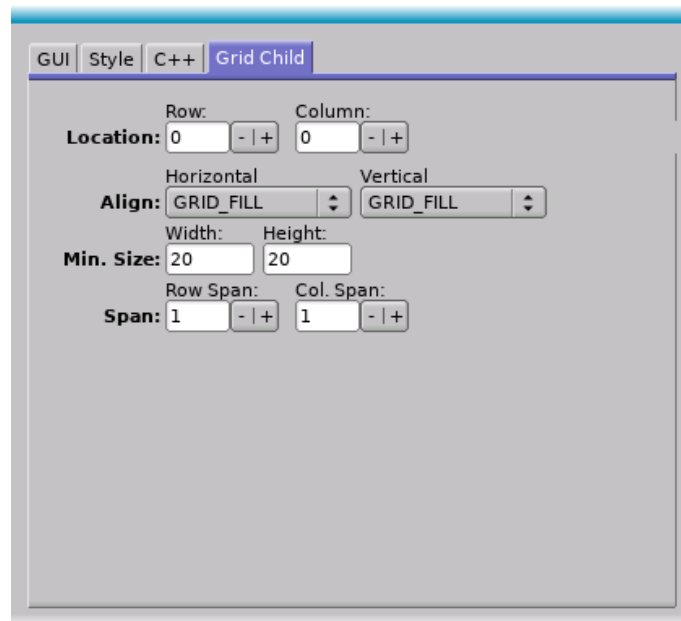 GUI Style C++ Grid Child
Row: Column:
Location: 0 - + 0 - +
Horizontal Vertical
Align: GRID_FILL GRID_FILL
Width: Height:
Min. Size: 20 20
Row Span: Col. Span:
Span: 1 - + 1 - +